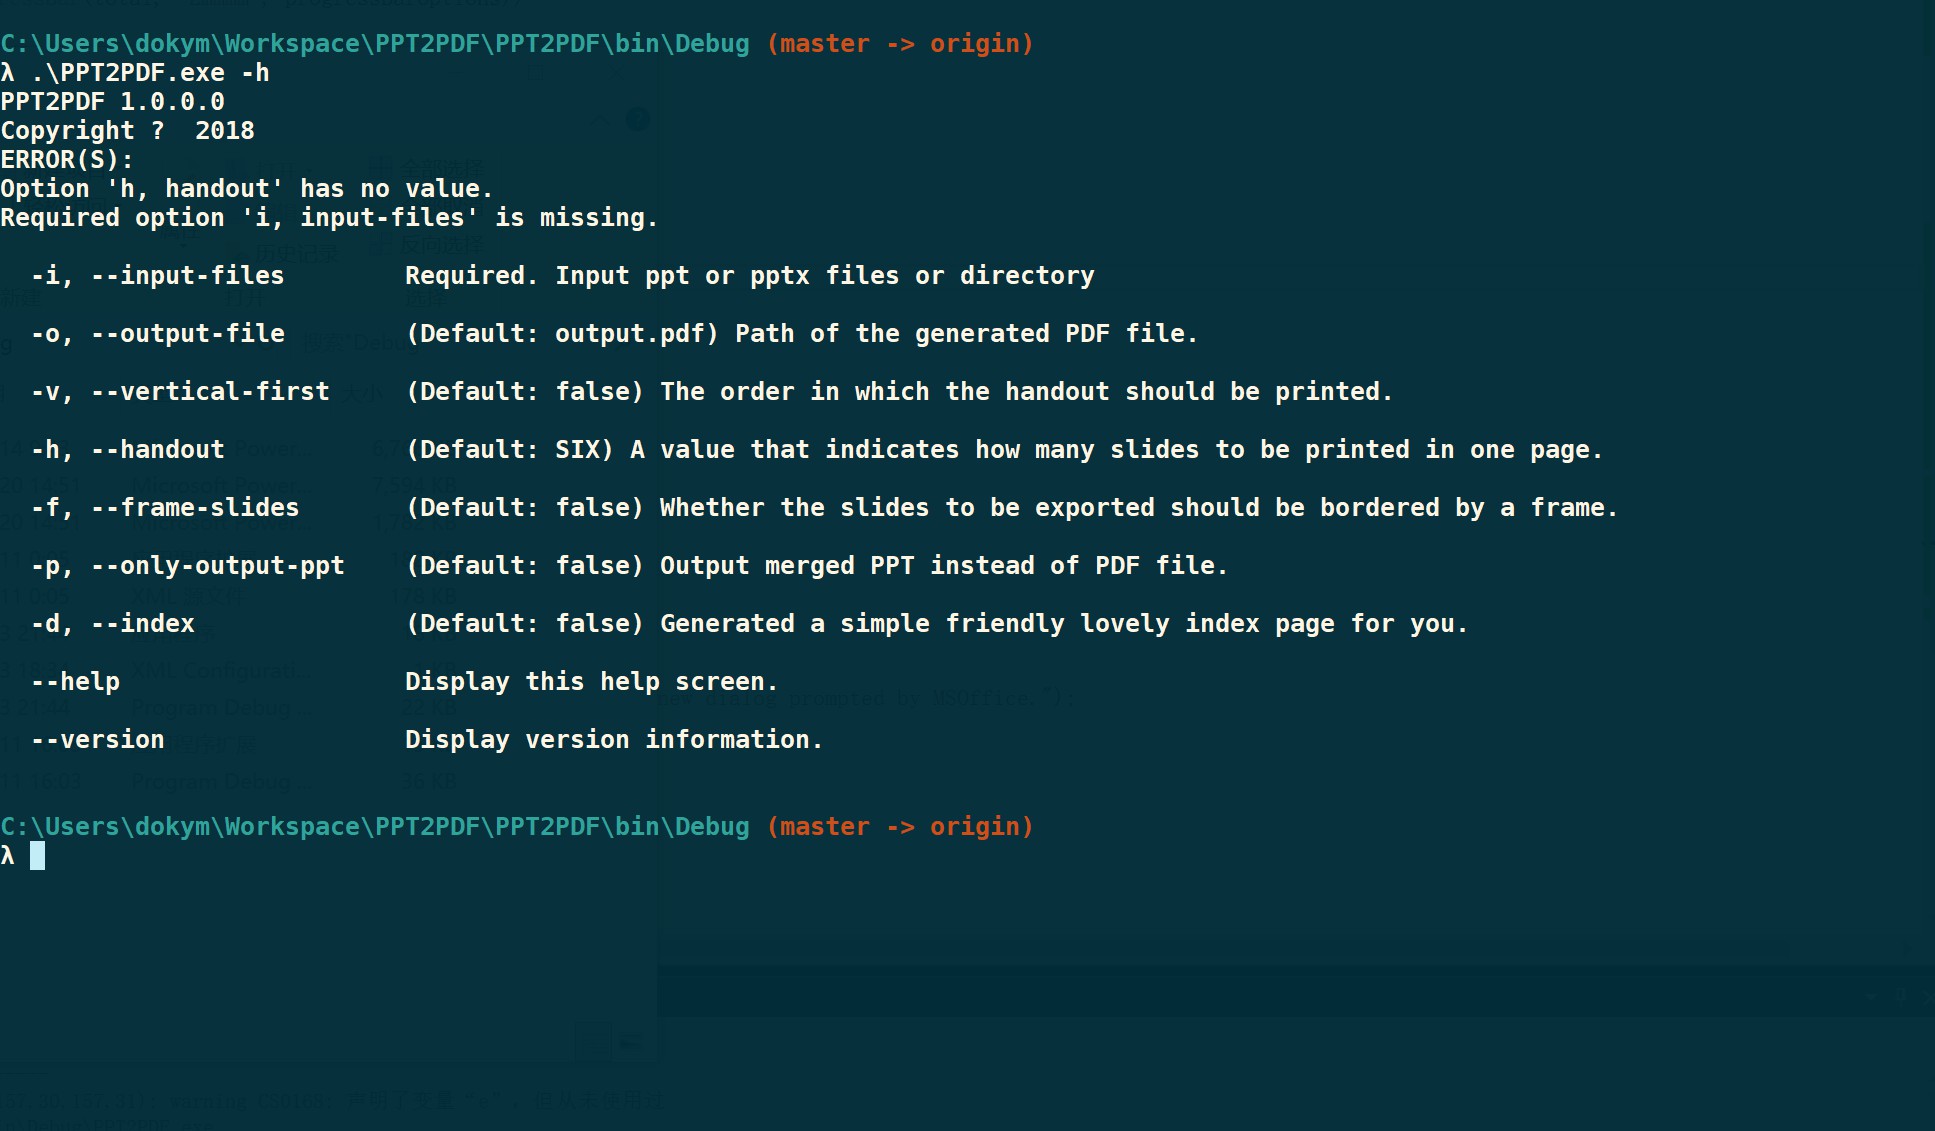 C:\Users\dokym\Workspace\PPT2PDF\PPT2PDF\bin\Debug (master -> origin)
λ .\PPT2PDF.exe -h
PPT2PDF 1.0.0.0
Copyright ?  2018
ERROR(S):
Option 'h, handout' has no value.
Required option 'i, input-files' is missing.
-i, --input-files        Required. Input ppt or pptx files or directory
-o, --output-file        (Default: output.pdf) Path of the generated PDF file.
-v, --vertical-first     (Default: false) The order in which the handout should be printed.
-h, --handout            (Default: SIX) A value that indicates how many slides to be printed in one page.
-f, --frame-slides       (Default: false) Whether the slides to be exported should be bordered by a frame.
-p, --only-output-ppt    (Default: false) Output merged PPT instead of PDF file.
-d, --index              (Default: false) Generated a simple friendly lovely index page for you.
--help                   Display this help screen.
--version                Display version information.
C:\Users\dokym\Workspace\PPT2PDF\PPT2PDF\bin\Debug (master -> origin)
λ